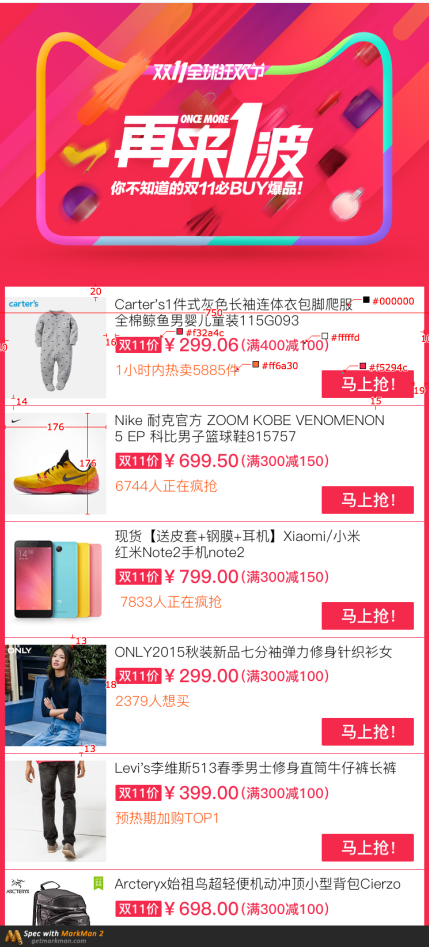 双11全球狂欢节
ONCE MORE
再来1波
你不知道的双11必BUY爆品!
20
carter's
Carter's1件式灰色长袖连体衣包脚爬服
#000000
750
全棉鲸鱼男婴儿童装115G093
#f32a4c
#fffffd
16
双11价 ¥299.06 (满400减100)
1小时内热卖5885件
#ff6a30
#f5294c
马上抢!
19
14
15
Nike 耐克官方 ZOOM KOBE VENOMENON
5 EP 科比男子篮球鞋815757
176
双11价 ¥699.50 (满300减150)
176
6744人正在疯抢
马上抢!
现货【送皮套+钢膜+耳机】Xiaomi/小米
红米Note2手机note2
双11价 ¥799.00 (满300减150)
7833人正在疯抢
马上抢!
13
ONLY
ONLY2015秋装新品七分袖弹力修身针织衫女
双11价 ¥299.00 (满300减100)
18
2379人想买
马上抢!
13
Levi's李维斯513春季男士修身直筒牛仔裤长裤
双11价 ¥399.00 (满300减100)
预热期加购TOP1
马上抢!
ARC'TERYX
Arcteryx始祖鸟超轻便机动冲顶小型背包Cierzo
双11价 ¥698.00 (满300减100)
Spec with MarkMan 2
getmarkman.com